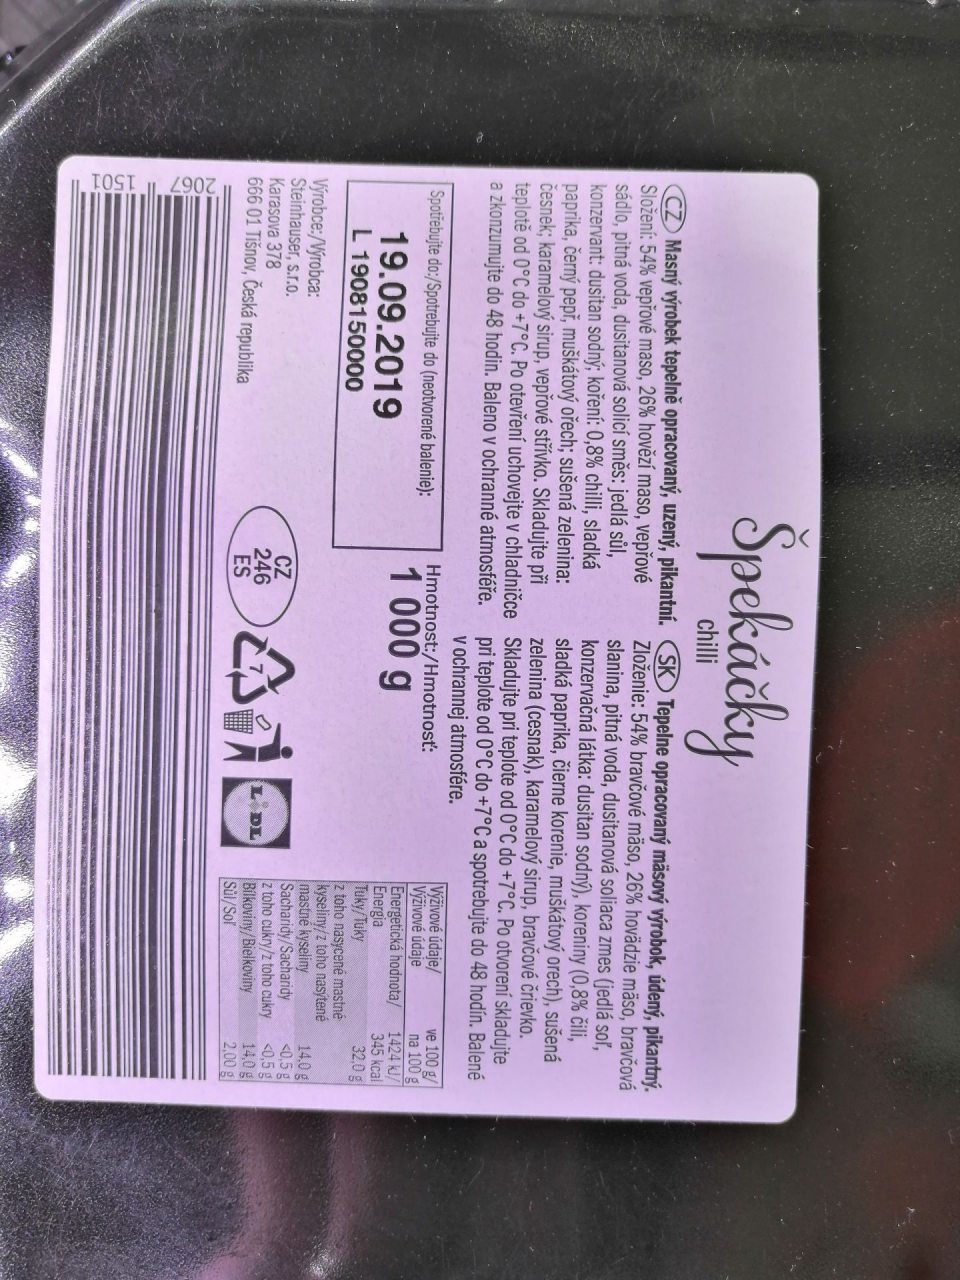 Špekáčky
chilli
CZ Masný výrobek tepelně opracovaný, uzený, pikantní.
Složení: 54% vepřové maso, 26% hovězí maso, vepřové
sádlo, pitná voda, dusitanová solicí směs: jedlá sůl,
konzervant: dusitan sodný; koření: 0,8% chilli, sladká
paprika, černý pepř, muškátový ořech; sušená zelenina:
česnek; karamelový sirup, vepřové střívko. Skladujte při
teplotě od 0°C do +7°C. Po otevření uchovejte v chladničce
a zkonzumujte do 48 hodin. Baleno v ochranné atmosféře.
SK Tepelne opracovaný mäsový výrobok, údený, pikantný.
Zloženie: 54% bravčové mäso, 26% hovädzie mäso, bravčová
slanina, pitná voda, dusitanová soliaca zmes (jedlá soľ,
konzervačná látka: dusitan sodný), koreniny (0,8% čili,
sladká paprika, čierne korenie, muškátový orech), sušená
zelenina (cesnak), karamelový sirup, bravčové črievko.
Skladujte pri teplote od 0°C do +7°C. Po otvorení skladujte
pri teplote od 0°C do +7°C a spotrebujte do 48 hodín. Balené
v ochrannej atmosfére.
Spotřebujte do:/Spotrebujte do (neotvorené balenie):
19.09.2019
L 1908150000
Hmotnost:/Hmotnosť:
1 000 g
Výrobce:/Výrobca:
Steinhauser, s.r.o.
Karasova 378
666 01 Tišnov, Česká republika
CZ
246
ES
7
LIDL
Výživové údaje/ ve 100 g/
Výživové údaje na 100 g
Energetická hodnota/ 1424 kJ/
Energia 345 kcal
Tuky/Tuky 32,0 g
z toho nasycené mastné
kyseliny/z toho nasýtené
mastné kyseliny 14,0 g
Sacharidy/Sacharidy <0,5 g
z toho cukry/z toho cukry <0,5 g
Bílkoviny/Bielkoviny 14,0 g
Sůl/Soľ 2,00 g
2067
1501